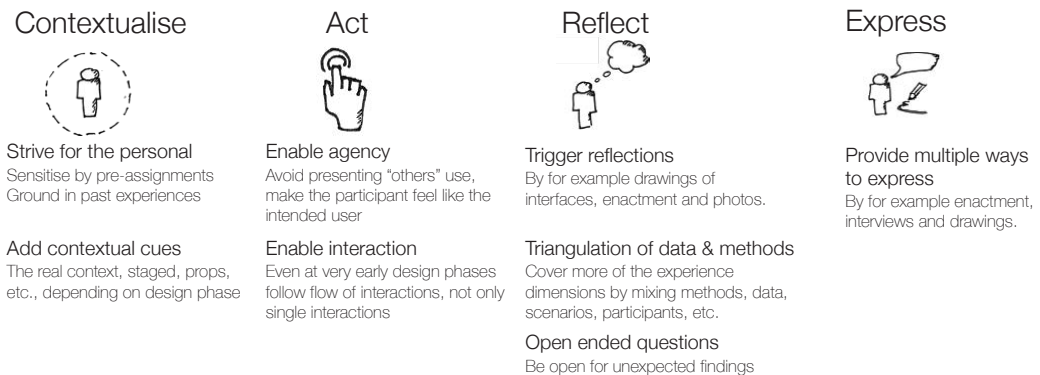 Contextualise
Strive for the personal
Sensitise by pre-assignments
Ground in past experiences
Add contextual cues
The real context, staged, props,
etc., depending on design phase
Act
Enable agency
Avoid presenting “others” use,
make the participant feel like the
intended user
Enable interaction
Even at very early design phases
follow flow of interactions, not only
single interactions
Reflect
Trigger reflections
By for example drawings of
interfaces, enactment and photos.
Triangulation of data & methods
Cover more of the experience
dimensions by mixing methods, data,
scenarios, participants, etc.
Open ended questions
Be open for unexpected findings
Express
Provide multiple ways
to express
By for example enactment,
interviews and drawings.